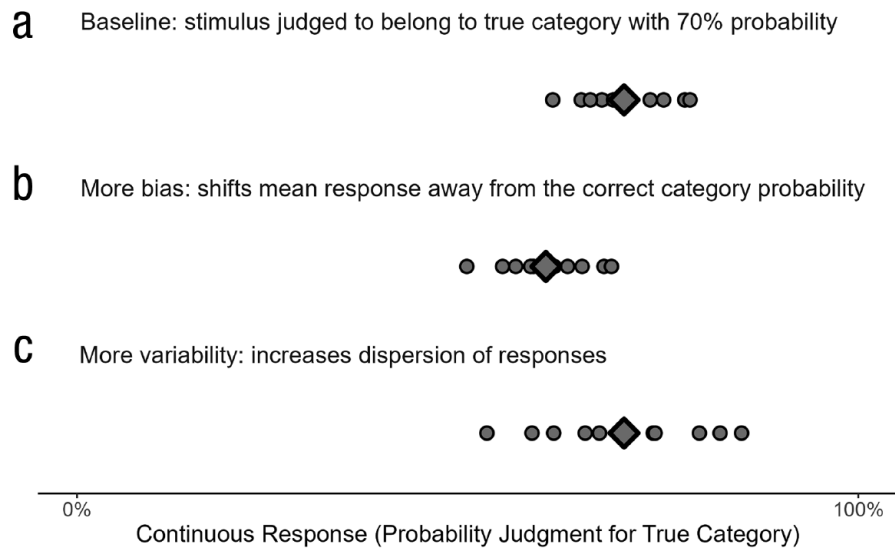 a Baseline: stimulus judged to belong to true category with 70% probability
b More bias: shifts mean response away from the correct category probability
c More variability: increases dispersion of responses
0% 100%
Continuous Response (Probability Judgment for True Category)